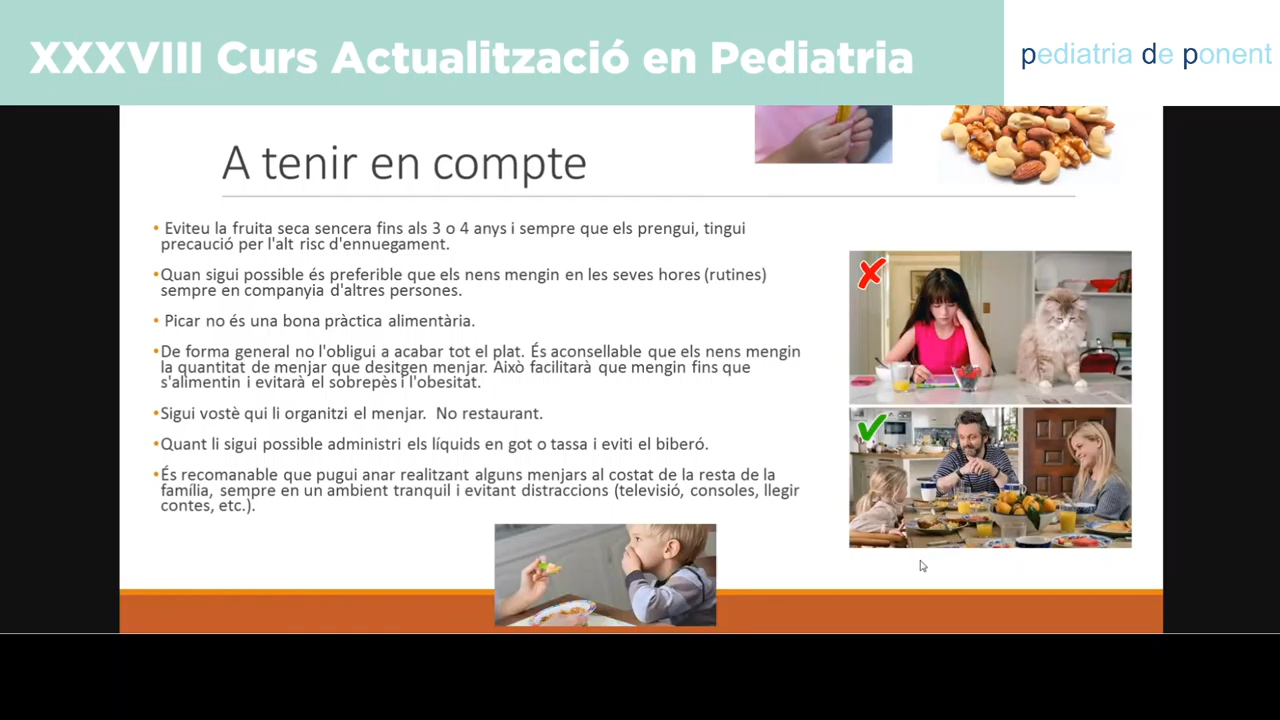 XXXVIII Curs Actualització en Pediatria
pediatria de ponent
A tenir en compte
• Eviteu la fruita seca sencera fins als 3 o 4 anys i sempre que els prengui, tingui
precaució per l'alt risc d'ennuegament.
•Quan sigui possible és preferible que els nens mengin en les seves hores (rutines)
sempre en companyia d'altres persones.
• Picar no és una bona pràctica alimentària.
•De forma general no l'obligui a acabar tot el plat. És aconsellable que els nens mengin
la quantitat de menjar que desitgen menjar. Això facilitarà que mengin fins que
s'alimentin i evitarà el sobrepès i l'obesitat.
•Sigui vostè qui li organitzi el menjar.  No restaurant.
•Quant li sigui possible administri els líquids en got o tassa i eviti el biberó.
•És recomanable que pugui anar realitzant alguns menjars al costat de la resta de la
família, sempre en un ambient tranquil i evitant distraccions (televisió, consoles, llegir
contes, etc.).